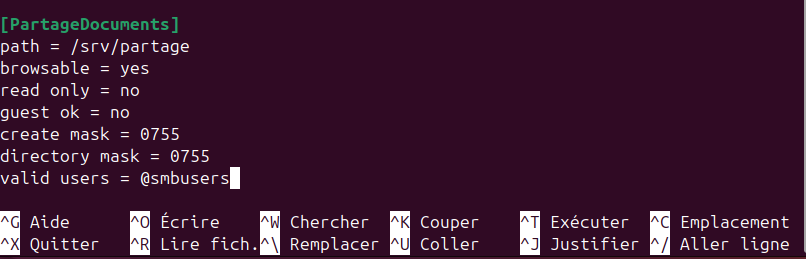 [PartageDocuments]
path = /srv/partage
browsable = yes
read only = no
guest ok = no
create mask = 0755
directory mask = 0755
valid users = @smbusers
^G Aide ^O Écrire ^W Chercher ^K Couper ^T Exécuter ^C Emplacement
^X Quitter ^R Lire fich. ^\ Remplacer ^U Coller ^J Justifier ^/ Aller ligne